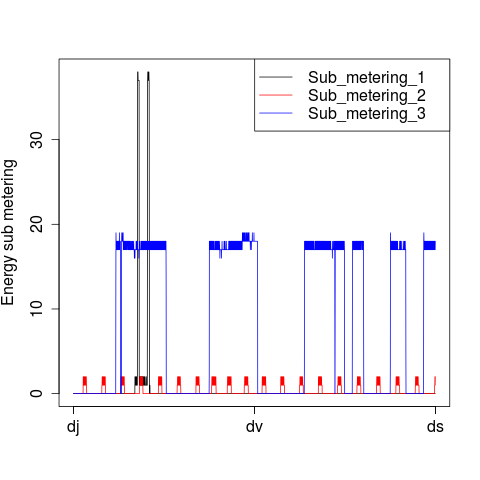 Sub_metering_1
Sub_metering_2
Sub_metering_3
Energy sub metering
30
20
10
0
dj dv ds